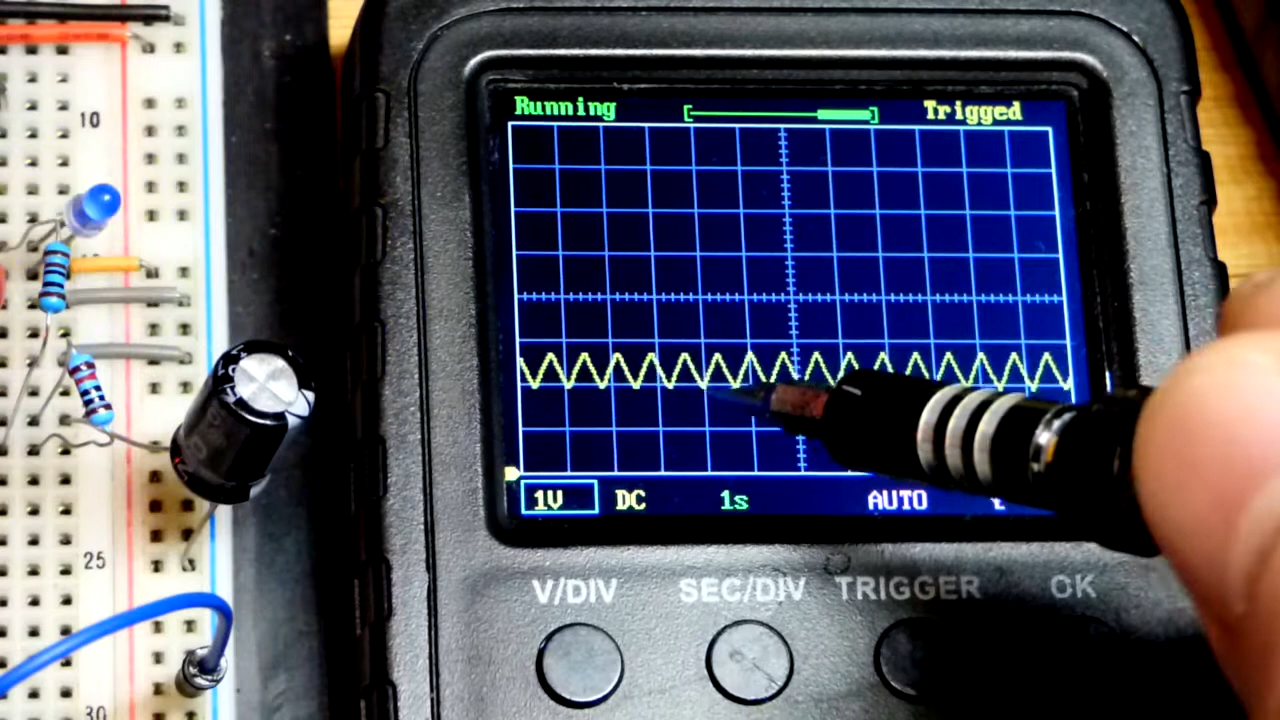 Running
Trigged
10
1V
DC
1s
AUTO
V/DIV
SEC/DIV
TRIGGER
OK
25
30